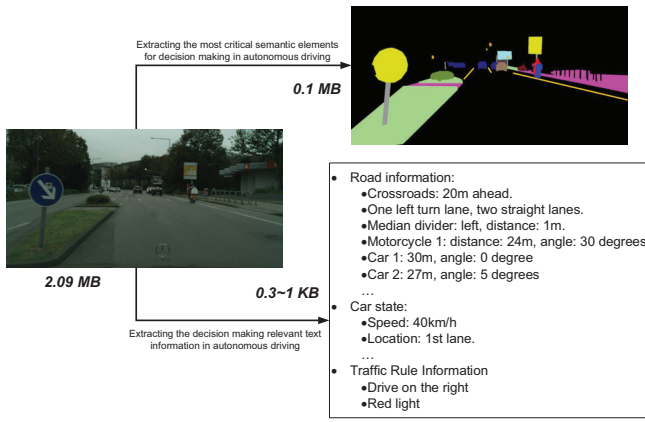 Extracting the most critical semantic elements
for decision making in autonomous driving
0.1 MB
2.09 MB
0.3~1 KB
Extracting the decision making relevant text
information in autonomous driving
• Road information:
•Crossroads: 20m ahead.
•One left turn lane, two straight lanes.
•Median divider: left, distance: 1m.
•Motorcycle 1: distance: 24m, angle: 30 degrees
•Car 1: 30m, angle: 0 degree
•Car 2: 27m, angle: 5 degrees
…
• Car state:
•Speed: 40km/h
•Location: 1st lane.
…
• Traffic Rule Information
•Drive on the right
•Red light